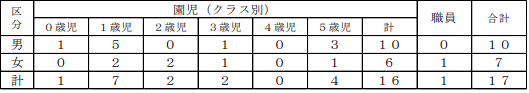 区分 園児（クラス別） 職員 合計
０歳児 １歳児 ２歳児 ３歳児 ４歳児 ５歳児 計
男 １ ５ ０ １ ０ ３ １０ ０ １０
女 ０ ２ ２ １ ０ １ ６ １ ７
計 １ ７ ２ ２ ０ ４ １６ １ １７